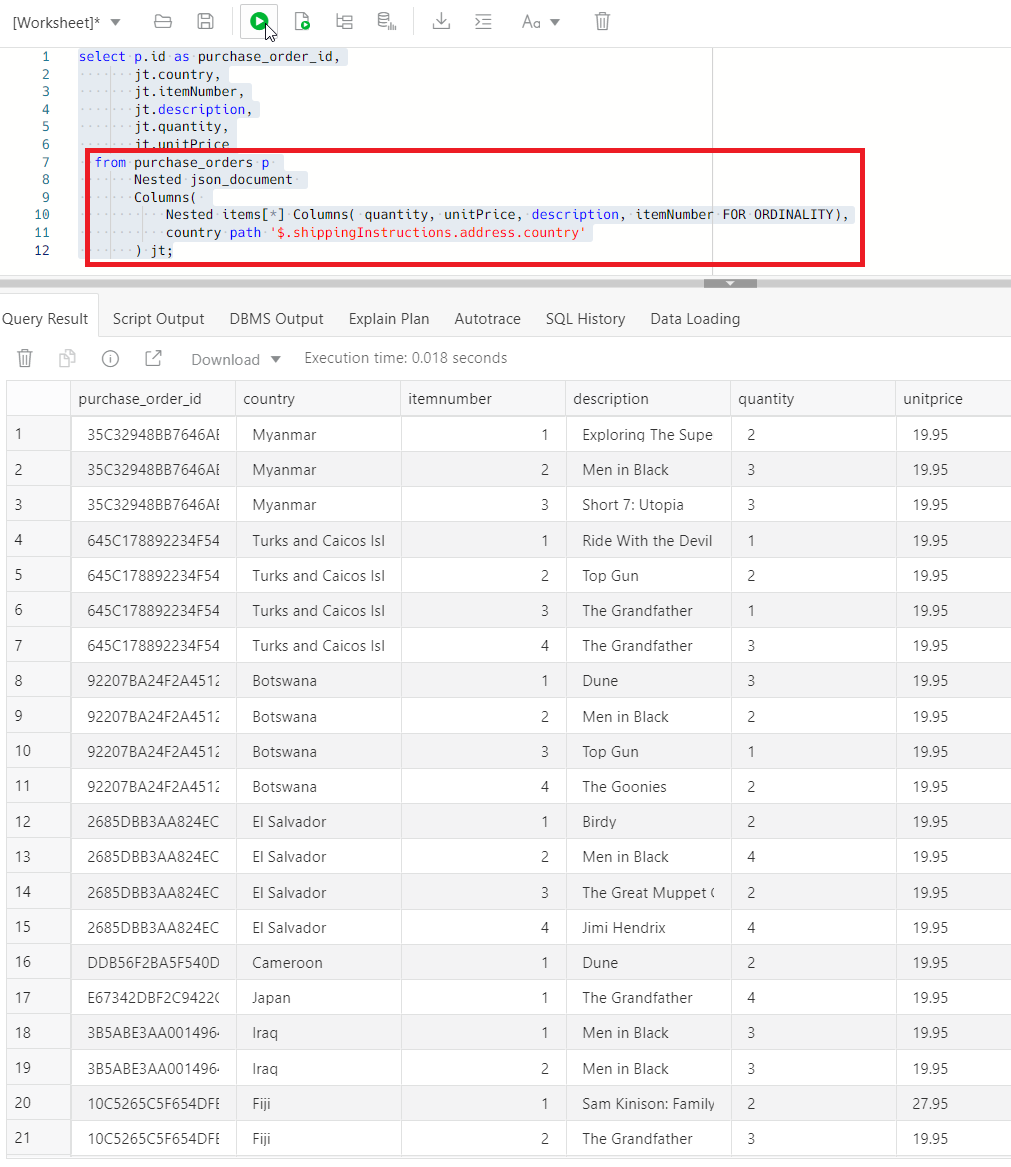 [Worksheet]*
Aa
1 select p.id as purchase_order_id,
2 jt.country,
3 jt.itemNumber,
4 jt.description,
5 jt.quantity,
6 jt.unitPrice
7 from purchase_orders p
8 Nested json_document
9 Columns(
10 Nested items[*] Columns( quantity, unitPrice, description, itemNumber FOR ORDINALITY),
11 country path '$.shippingInstructions.address.country'
12 ) jt;
Query Result Script Output DBMS Output Explain Plan Autotrace SQL History Data Loading
Download Execution time: 0.018 seconds
purchase_order_id country itemnumber description quantity unitprice
1 35C32948BB7646AE Myanmar 1 Exploring The Supe 2 19.95
2 35C32948BB7646AE Myanmar 2 Men in Black 3 19.95
3 35C32948BB7646AE Myanmar 3 Short 7: Utopia 3 19.95
4 645C178892234F54 Turks and Caicos Isl 1 Ride With the Devil 1 19.95
5 645C178892234F54 Turks and Caicos Isl 2 Top Gun 2 19.95
6 645C178892234F54 Turks and Caicos Isl 3 The Grandfather 1 19.95
7 645C178892234F54 Turks and Caicos Isl 4 The Grandfather 3 19.95
8 92207BA24F2A4512 Botswana 1 Dune 3 19.95
9 92207BA24F2A4512 Botswana 2 Men in Black 2 19.95
10 92207BA24F2A4512 Botswana 3 Top Gun 1 19.95
11 92207BA24F2A4512 Botswana 4 The Goonies 2 19.95
12 2685DBB3AA824EC El Salvador 1 Birdy 2 19.95
13 2685DBB3AA824EC El Salvador 2 Men in Black 4 19.95
14 2685DBB3AA824EC El Salvador 3 The Great Muppet 2 19.95
15 2685DBB3AA824EC El Salvador 4 Jimi Hendrix 4 19.95
16 DDB56F2BA5F540D Cameroon 1 Dune 2 19.95
17 E67342DBF2C9422 Japan 1 The Grandfather 4 19.95
18 3B5ABE3AA001496 Iraq 1 Men in Black 3 19.95
19 3B5ABE3AA001496 Iraq 2 Men in Black 3 19.95
20 10C5265C5F654DFE Fiji 1 Sam Kinison: Family 2 27.95
21 10C5265C5F654DFE Fiji 2 The Grandfather 3 19.95